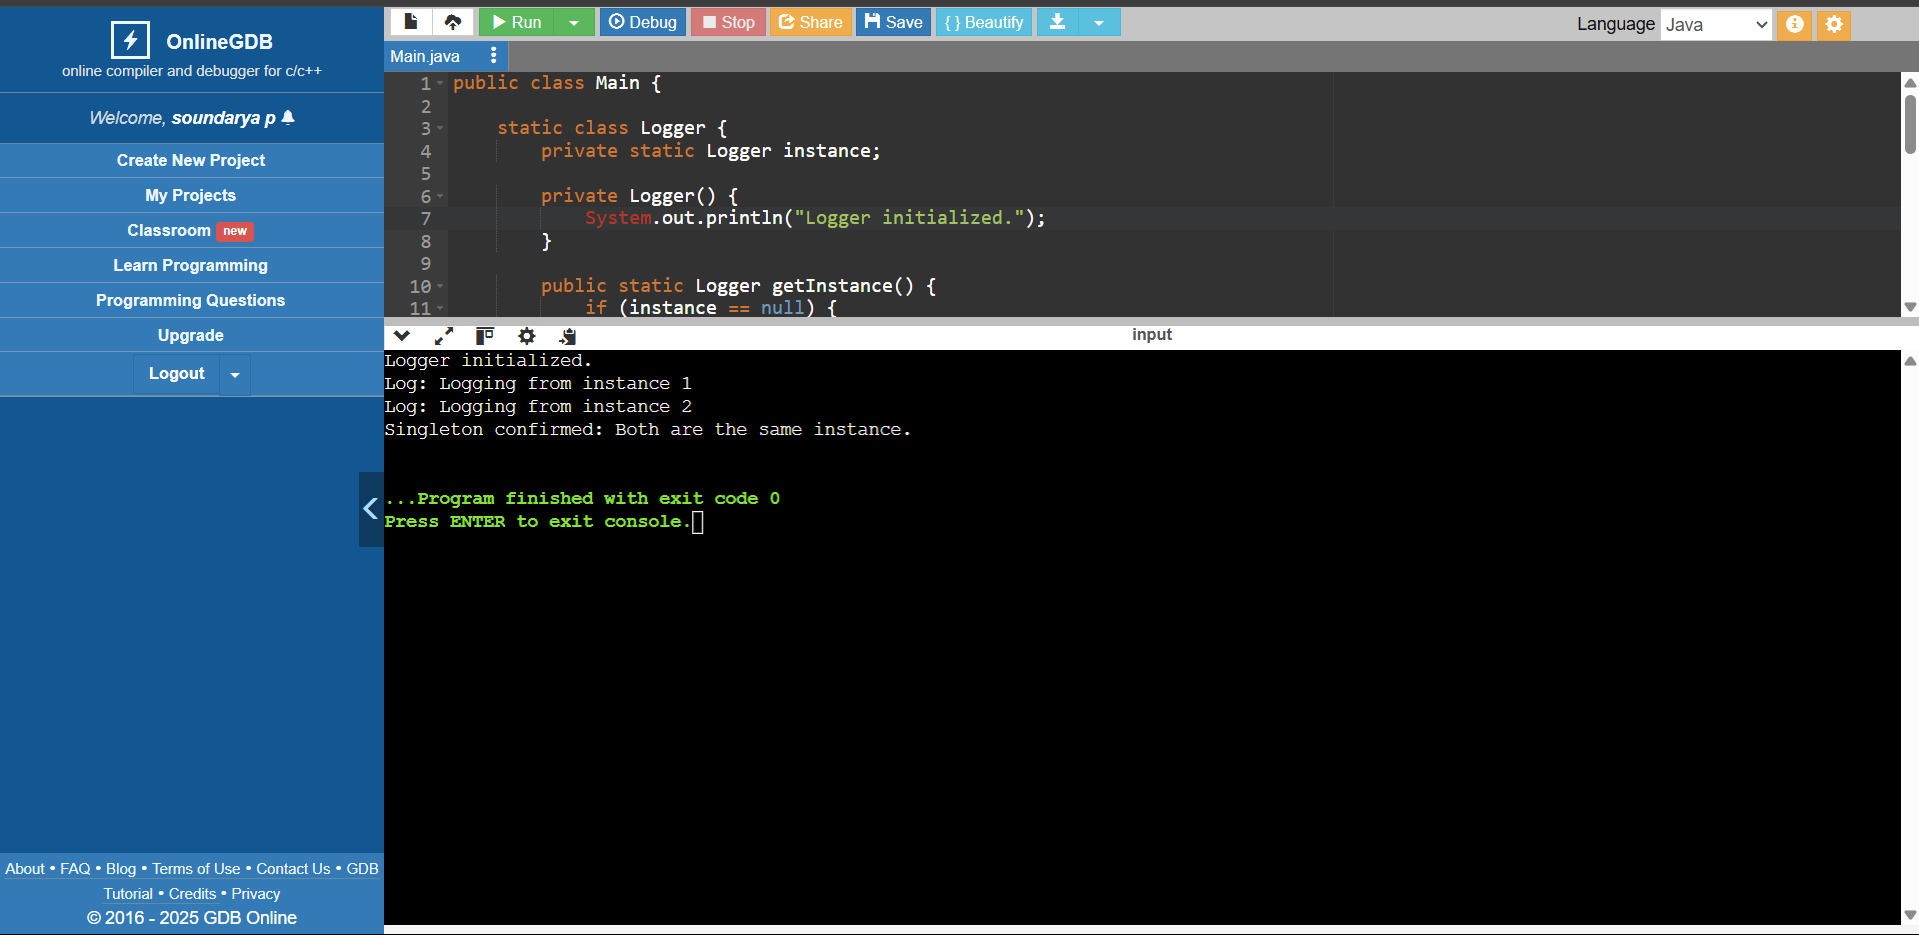 OnlineGDB
online compiler and debugger for c/c++
Welcome, soundarya p
Create New Project
My Projects
Classroom new
Learn Programming
Programming Questions
Upgrade
Logout
About • FAQ • Blog • Terms of Use • Contact Us • GDB
Tutorial • Credits • Privacy
© 2016 - 2025 GDB Online
Run Debug Stop Share Save { } Beautify Language Java
Main.java
1 public class Main {
2
3     static class Logger {
4         private static Logger instance;
5
6         private Logger() {
7             System.out.println("Logger initialized.");
8         }
9
10         public static Logger getInstance() {
11             if (instance == null) {
input
Logger initialized.
Log: Logging from instance 1
Log: Logging from instance 2
Singleton confirmed: Both are the same instance.
...Program finished with exit code 0
Press ENTER to exit console.